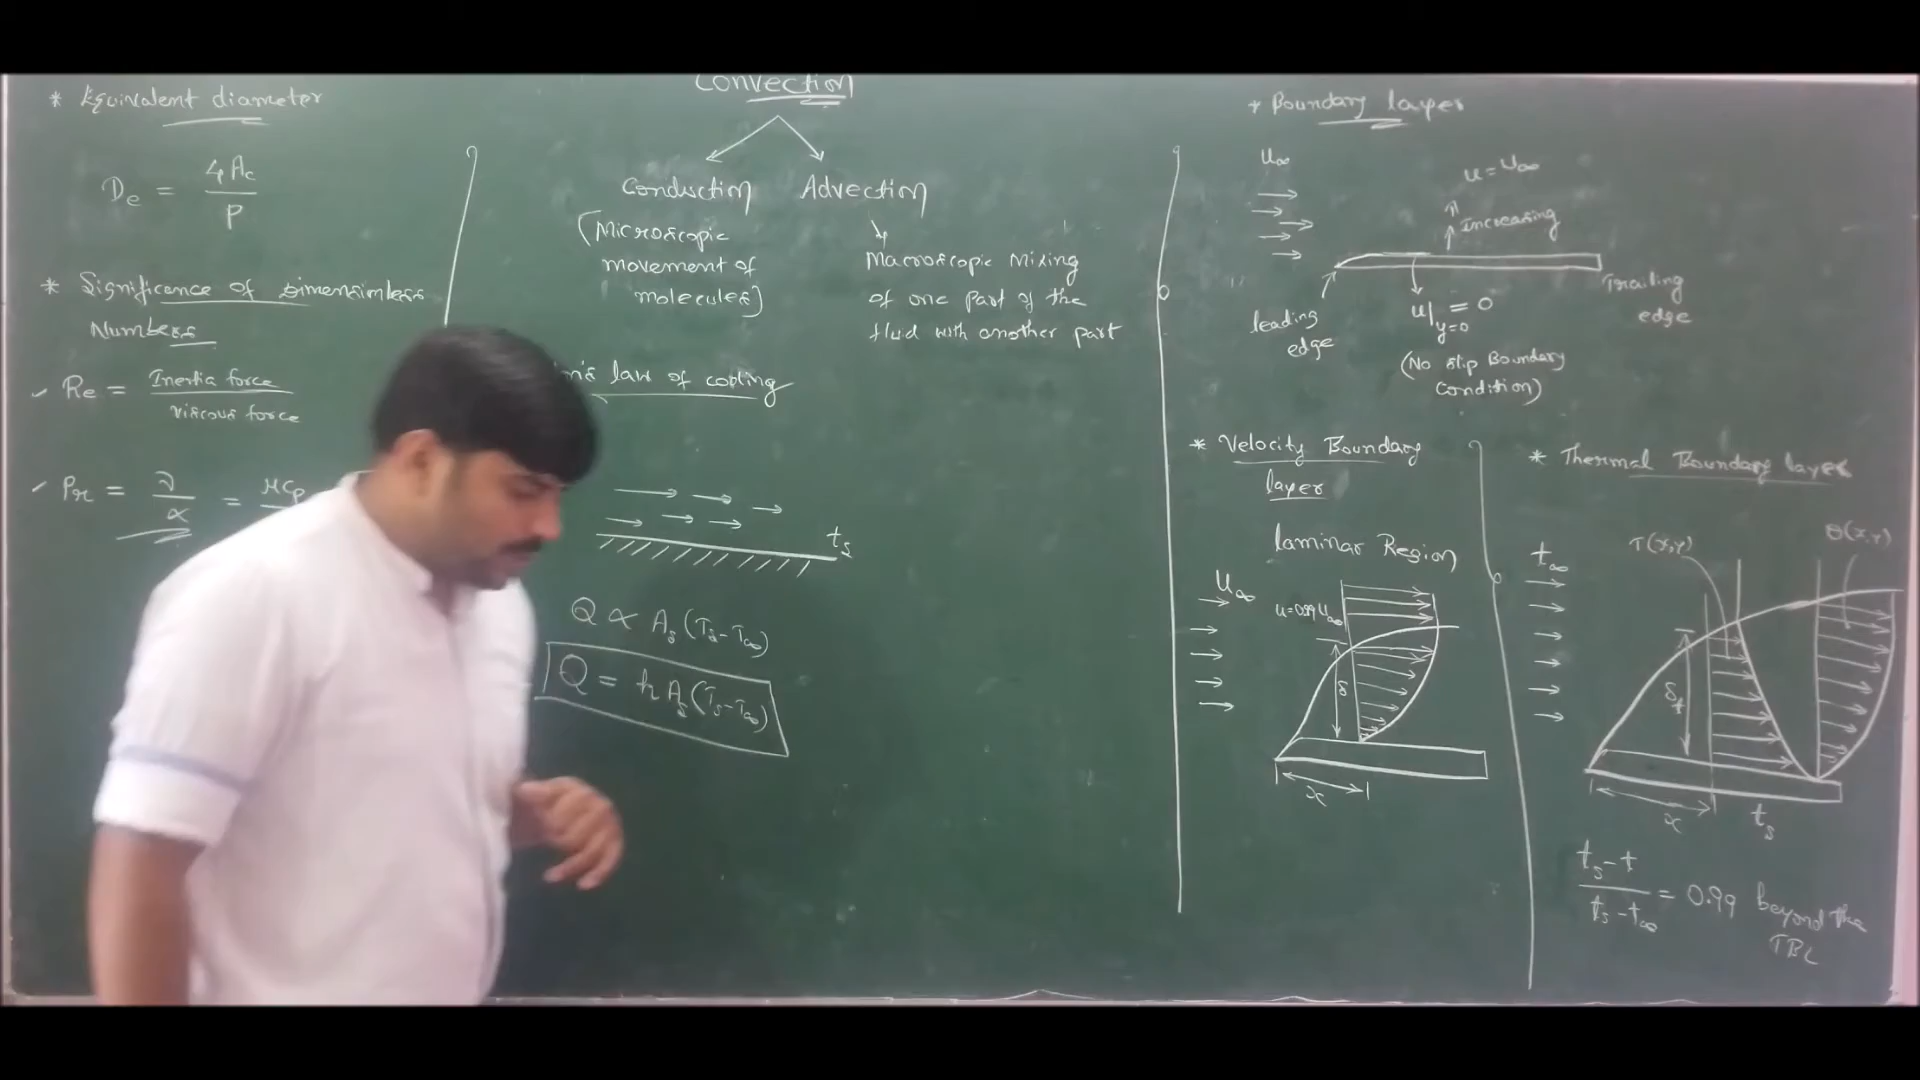 * Equivalent diameter
De = 4Ac / P
* Significance of Dimensionless
Numbers
✓ Re = Inertia force / viscous force
✓ Pr = ν / α = μCp
Convection
Conduction
(Microscopic
movement of
molecules)
Advection
Macroscopic Mixing
of one part of the
fluid with another part
law of cooling
ts
Q ∝ As(Ts-T∞)
Q = hAs(Ts-T∞)
* Boundary layer
u∞
u = u∞
Increasing
leading
edge
Trailing
edge
u|y=0 = 0
(No slip Boundary
Condition)
* Velocity Boundary
layer
laminar Region
U∞
u=0.99U∞
δ
x
* Thermal Boundary layer
t∞
T(x,y)
θ(x,y)
δt
x
ts
ts-t / ts-t∞ = 0.99 beyond the
TBL